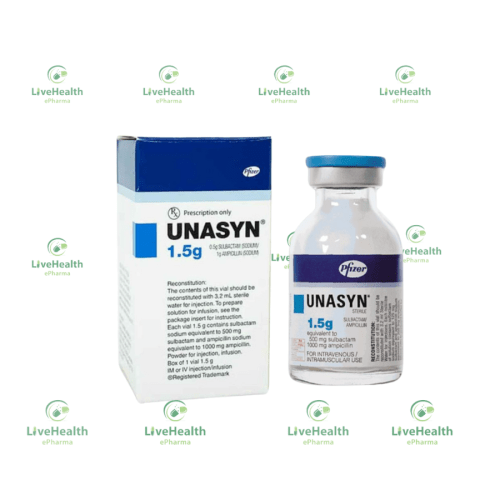 LiveHealth
ePharma
LiveHealth
ePharma
LiveHealth
ePharma
LiveHealth
ePharma
Pfizer
Rx Prescription only
UNASYN®
1.5g
0.5g SULBACTAM (SODIUM)/
1g AMPICILLIN (SODIUM)
Reconstitution:
The contents of this vial should be
reconstituted with 3.2 mL sterile
water for injection. To prepare
solution for infusion, see the
package insert for instruction.
Each vial 1.5 g contains sulbactam
sodium equivalent to 500 mg
sulbactam and ampicillin sodium
equivalent to 1000 mg ampicillin.
Powder for injection, infusion.
Box of 1 vial 1.5 g
IM or IV injection/infusion
®Registered Trademark
Pfizer
UNASYN®
STERILE
1.5g
SULBACTAM/
AMPICILLIN
equivalent to
500 mg sulbactam
1000 mg ampicillin
FOR INTRAVENOUS /
INTRAMUSCULAR USE
RECONSTITUTION:
LiveHealth
ePharma
LiveHealth
ePharma
LiveHealth
ePharma
LiveHealth
ePharma
LiveHealth
ePharma
LiveHealth
ePharma